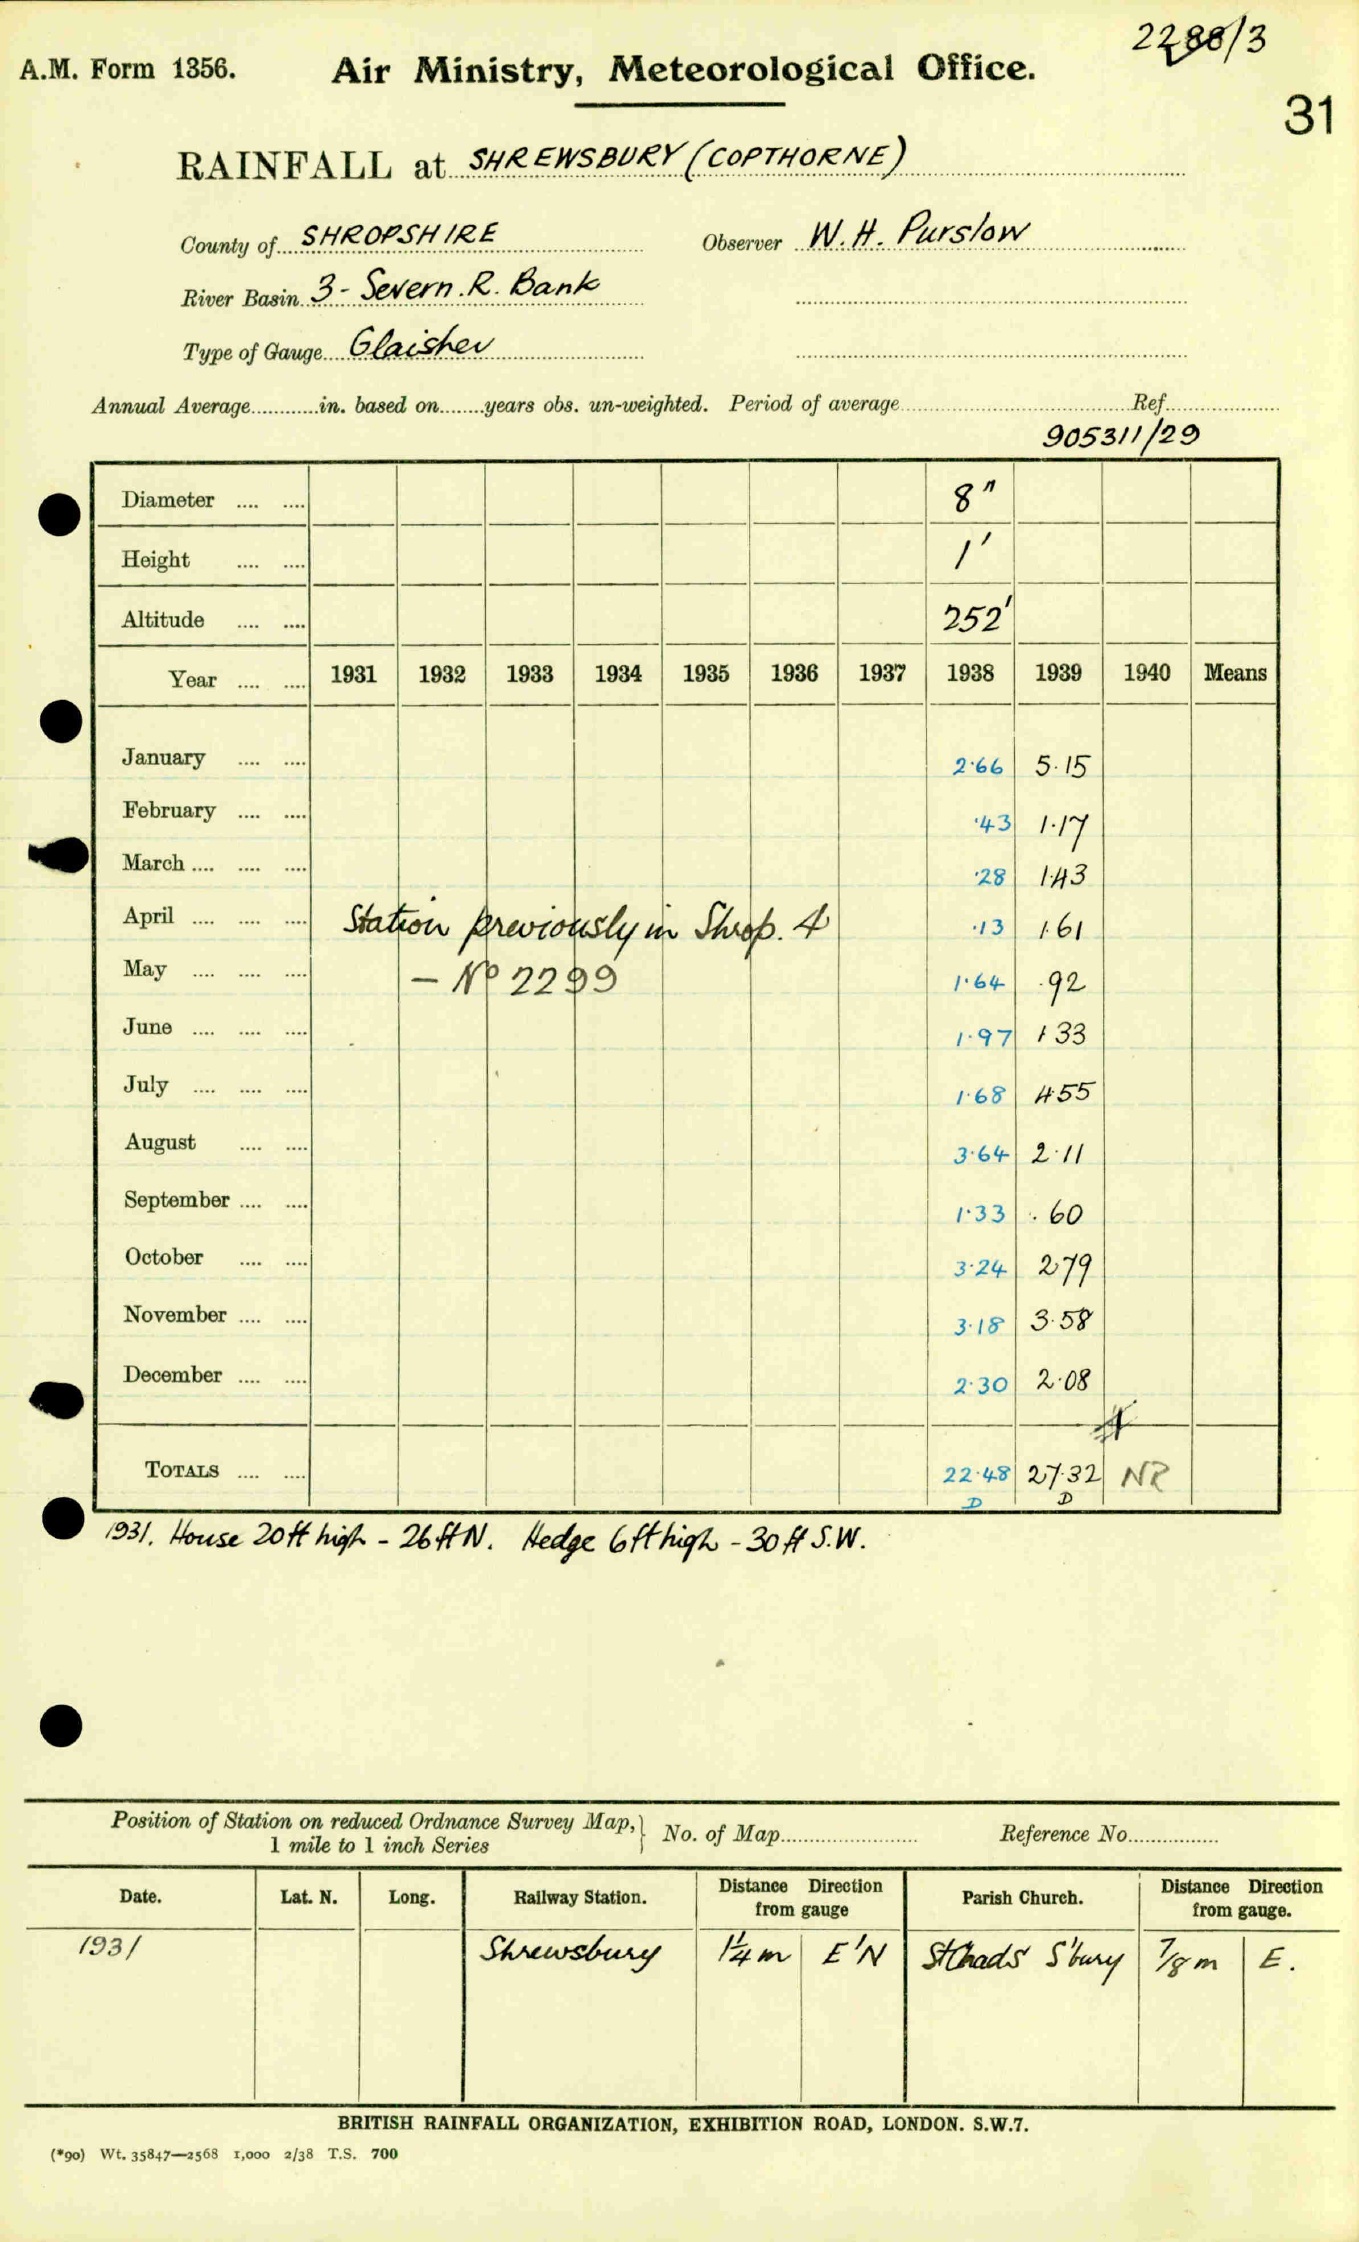 2288/3
A.M. Form 1356. Air Ministry, Meteorological Office.
31
RAINFALL at SHREWSBURY (COPTHORNE)
County of SHROPSHIRE Observer W. H. Purslow
River Basin 3 - Severn. R. Bank
Type of Gauge Glaisher
Annual Average............in. based on........years obs. un-weighted. Period of average........Ref........
905311/29
Diameter .... .... 8"
Height .... .... 1'
Altitude .... .... 252'
Year .... .... 1931 1932 1933 1934 1935 1936 1937 1938 1939 1940 Means
January .... .... 2.66 5.15
February .... .... .43 1.17
March .... .... .... .28 1.43
April .... .... .... Station previously in Shrop. 4 .13 1.61
May .... .... .... - No 2299 1.64 .92
June .... .... .... 1.97 1.33
July .... .... .... 1.68 4.55
August .... .... 3.64 2.11
September .... .... 1.33 .60
October .... .... 3.24 2.79
November .... .... 3.18 3.58
December .... .... 2.30 2.08
TOTALS .... .... 22.48 27.32 NR
D D
1931. House 20 ft high - 26 ft N. Hedge 6 ft high - 30 ft S.W.
Position of Station on reduced Ordnance Survey Map, } No. of Map........ Reference No........
1 mile to 1 inch Series
Date. Lat. N. Long. Railway Station. Distance Direction from gauge Parish Church. Distance Direction from gauge.
1931 Shrewsbury 1¼ m E'N St Chads S'bury 7/8 m E.
BRITISH RAINFALL ORGANIZATION, EXHIBITION ROAD, LONDON. S.W.7.
(*90) Wt. 35847—2568 1,000 2/38 T.S. 700